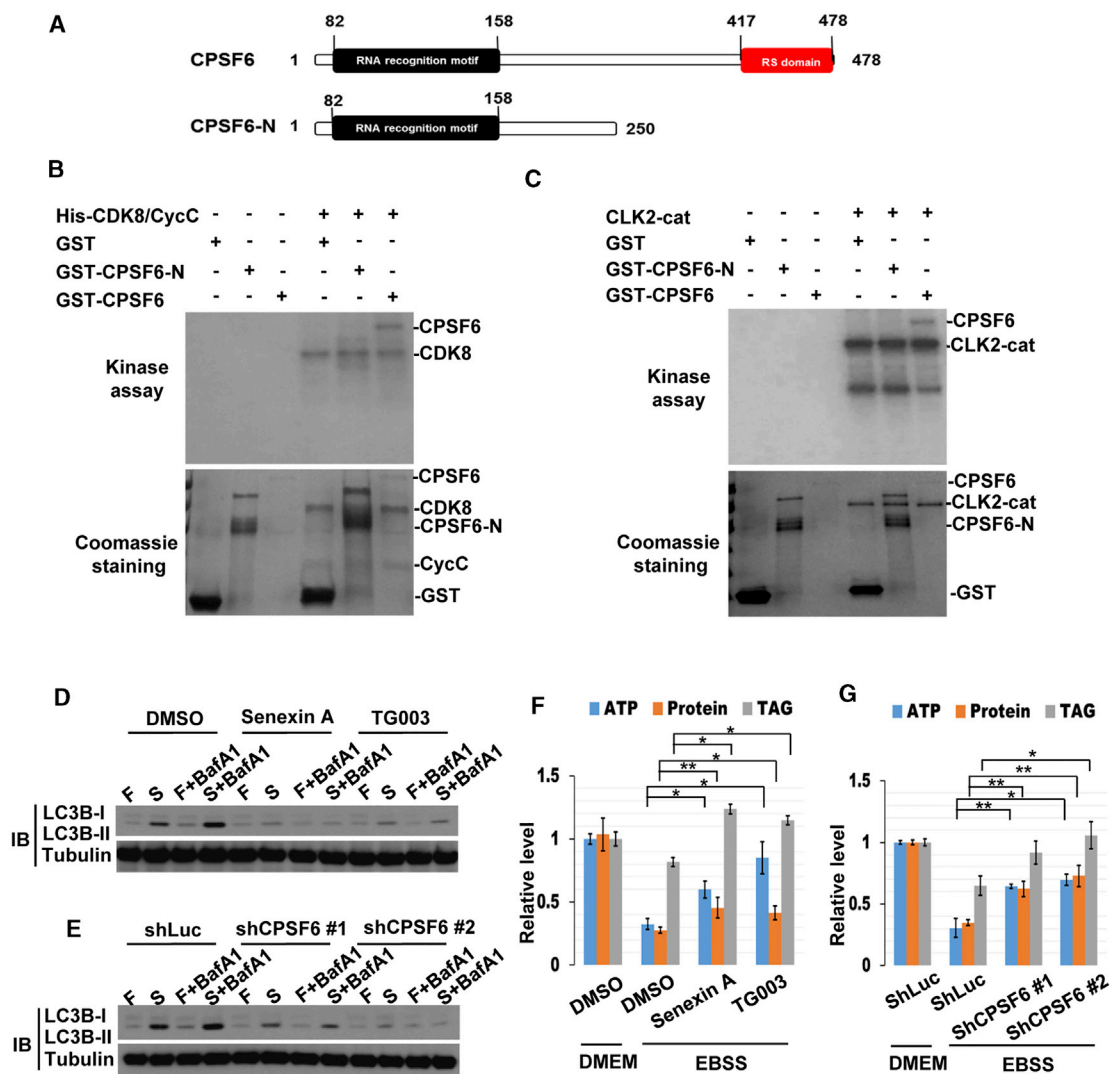 A
82 158 417 478
CPSF6 1 RNA recognition motif RS domain 478
82 158
CPSF6-N 1 RNA recognition motif 250
B
His-CDK8/CycC - - - + + +
GST + - - + - -
GST-CPSF6-N - + - - + -
GST-CPSF6 - - + - - +
Kinase assay
-CPSF6
-CDK8
Coomassie staining
-CPSF6
-CDK8
-CPSF6-N
-CycC
-GST
C
CLK2-cat - - - + + +
GST + - - + - -
GST-CPSF6-N - + - - + -
GST-CPSF6 - - + - - +
Kinase assay
-CPSF6
-CLK2-cat
Coomassie staining
-CPSF6
-CLK2-cat
-CPSF6-N
-GST
D
DMSO Senexin A TG003
F S F+BafA1 S+BafA1 F S F+BafA1 S+BafA1 F S F+BafA1 S+BafA1
IB
LC3B-I
LC3B-II
Tubulin
E
shLuc shCPSF6 #1 shCPSF6 #2
F S F+BafA1 S+BafA1 F S F+BafA1 S+BafA1 F S F+BafA1 S+BafA1
IB
LC3B-I
LC3B-II
Tubulin
F
ATP Protein TAG
*
*
*
**
*
*
Relative level
1.5
1
0.5
0
DMSO DMSO Senexin A TG003
DMEM EBSS
G
ATP Protein TAG
*
**
**
*
**
Relative level
1.5
1
0.5
0
ShLuc ShLuc ShCPSF6 #1 ShCPSF6 #2
DMEM EBSS